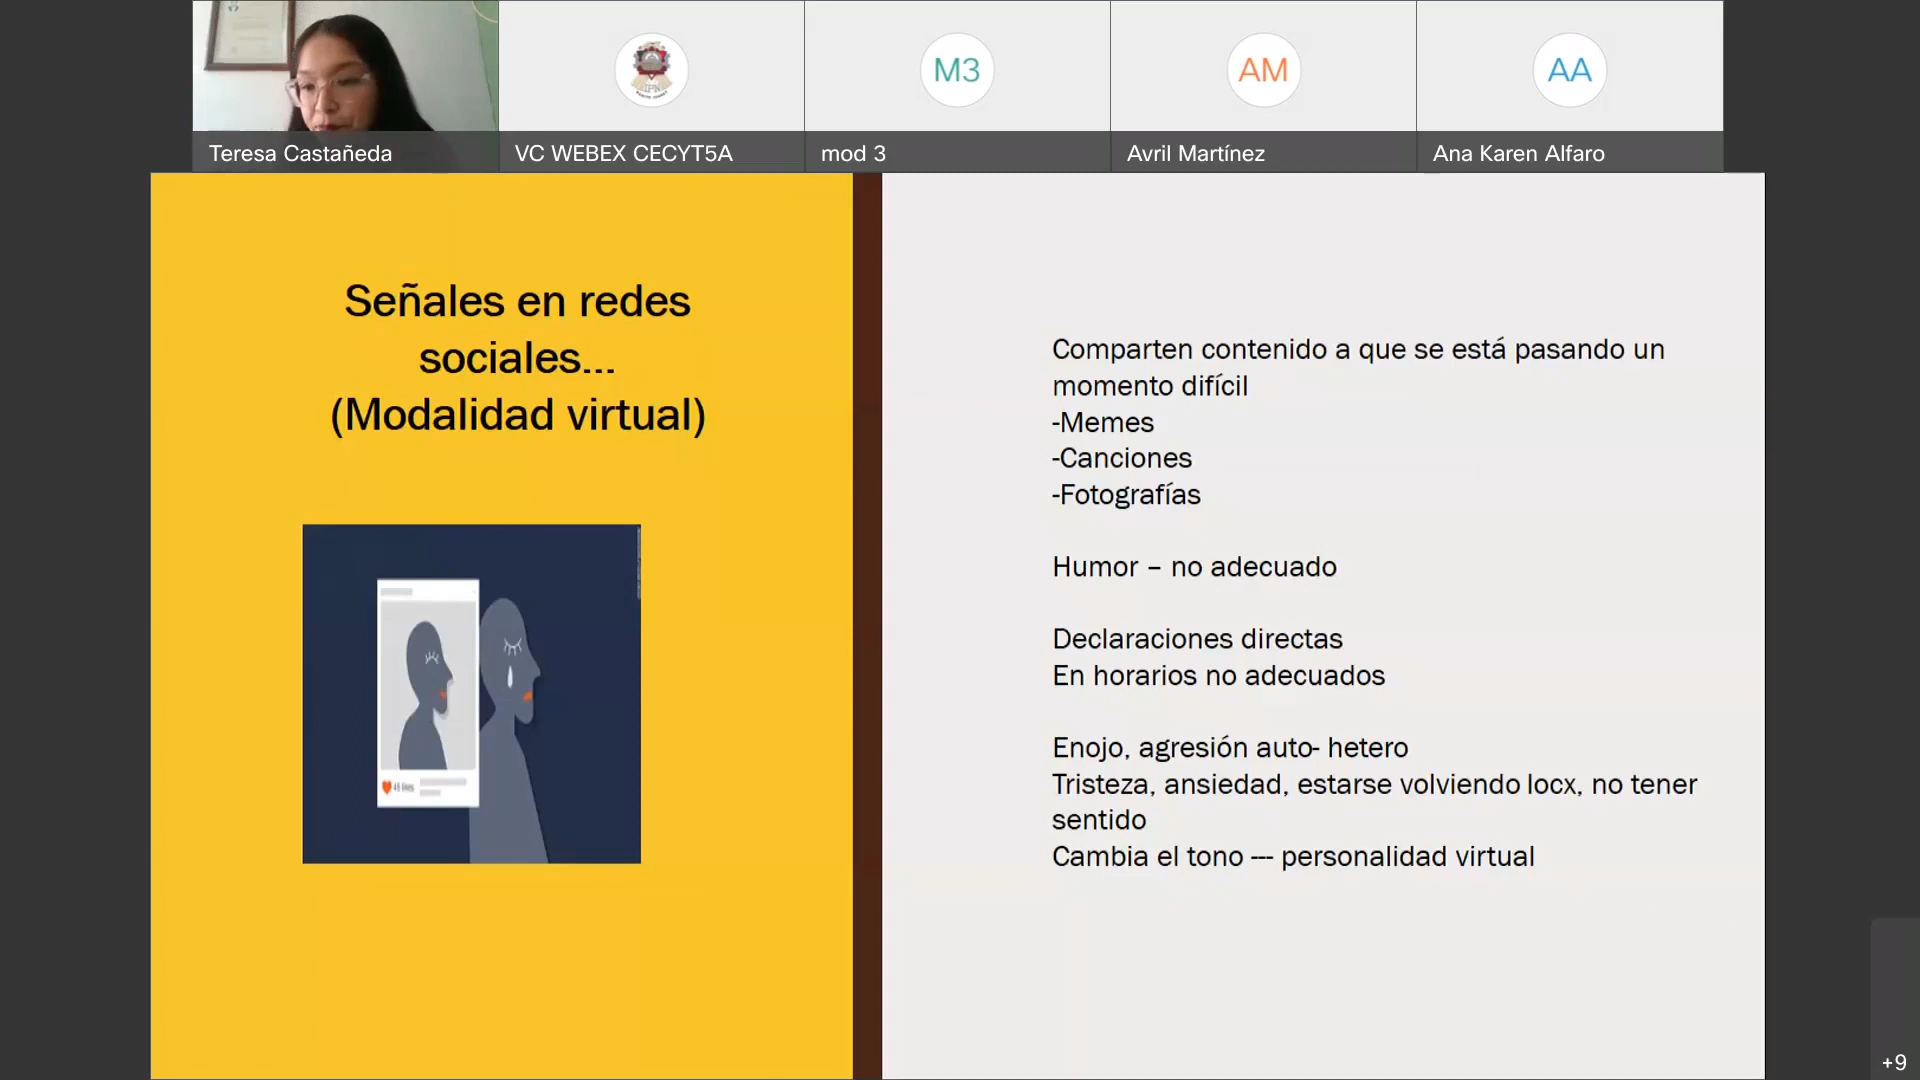 M3
AM
AA
Teresa Castañeda
VC WEBEX CECYT5A
mod 3
Avril Martínez
Ana Karen Alfaro
Señales en redes
sociales...
(Modalidad virtual)
Comparten contenido a que se está pasando un
momento difícil
-Memes
-Canciones
-Fotografías
Humor – no adecuado
Declaraciones directas
En horarios no adecuados
Enojo, agresión auto- hetero
Tristeza, ansiedad, estarse volviendo locx, no tener
sentido
Cambia el tono --- personalidad virtual
+9